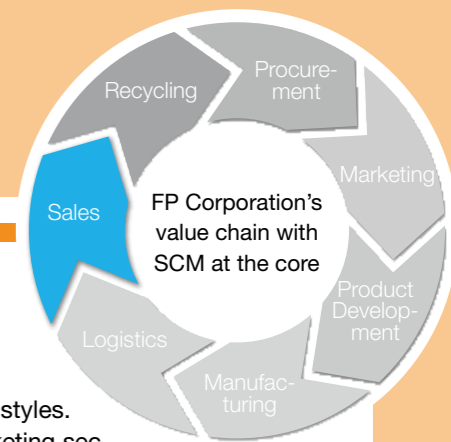 Recycling
Procure-
ment
Marketing
Product
Develop-
ment
Manufac-
turing
Logistics
Sales
FP Corporation's
value chain with
SCM at the core
styles.